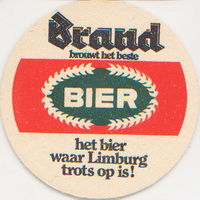 Brand
brouwt het beste
BIER
het bier
waar Limburg
trots op is!